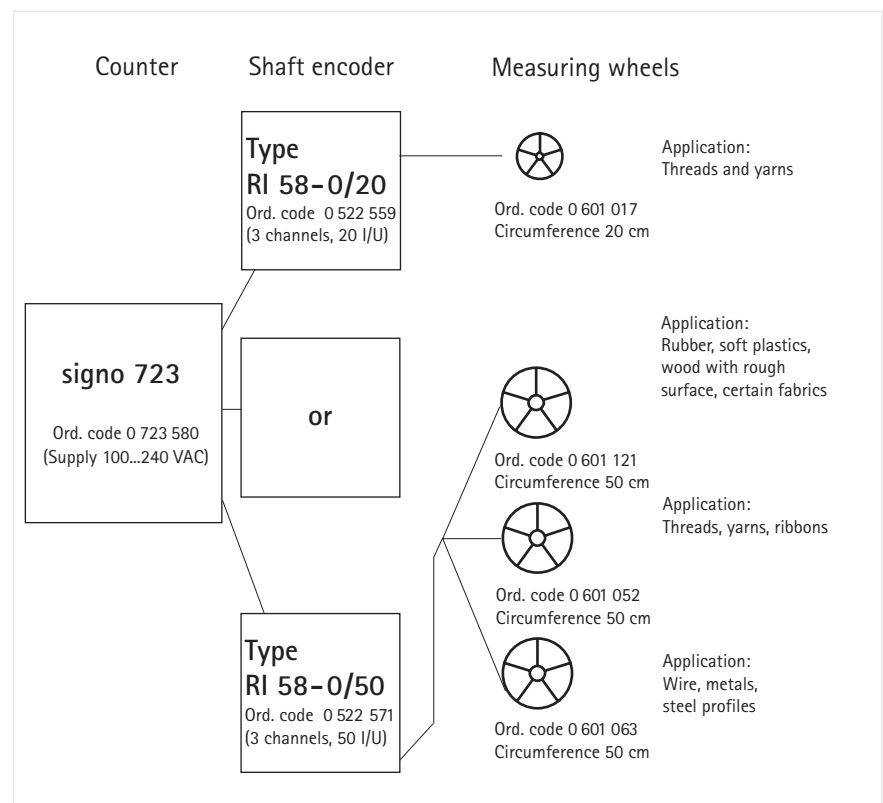 Counter
Shaft encoder
Measuring wheels
Type
RI 58-0/20
Ord. code 0 522 559
(3 channels, 20 I/U)
Ord. code 0 601 017
Circumference 20 cm
Application:
Threads and yarns
signo 723
Ord. code 0 723 580
(Supply 100...240 VAC)
or
Application:
Rubber, soft plastics,
wood with rough
surface, certain fabrics
Ord. code 0 601 121
Circumference 50 cm
Application:
Threads, yarns, ribbons
Ord. code 0 601 052
Circumference 50 cm
Type
RI 58-0/50
Ord. code 0 522 571
(3 channels, 50 I/U)
Application:
Wire, metals,
steel profiles
Ord. code 0 601 063
Circumference 50 cm